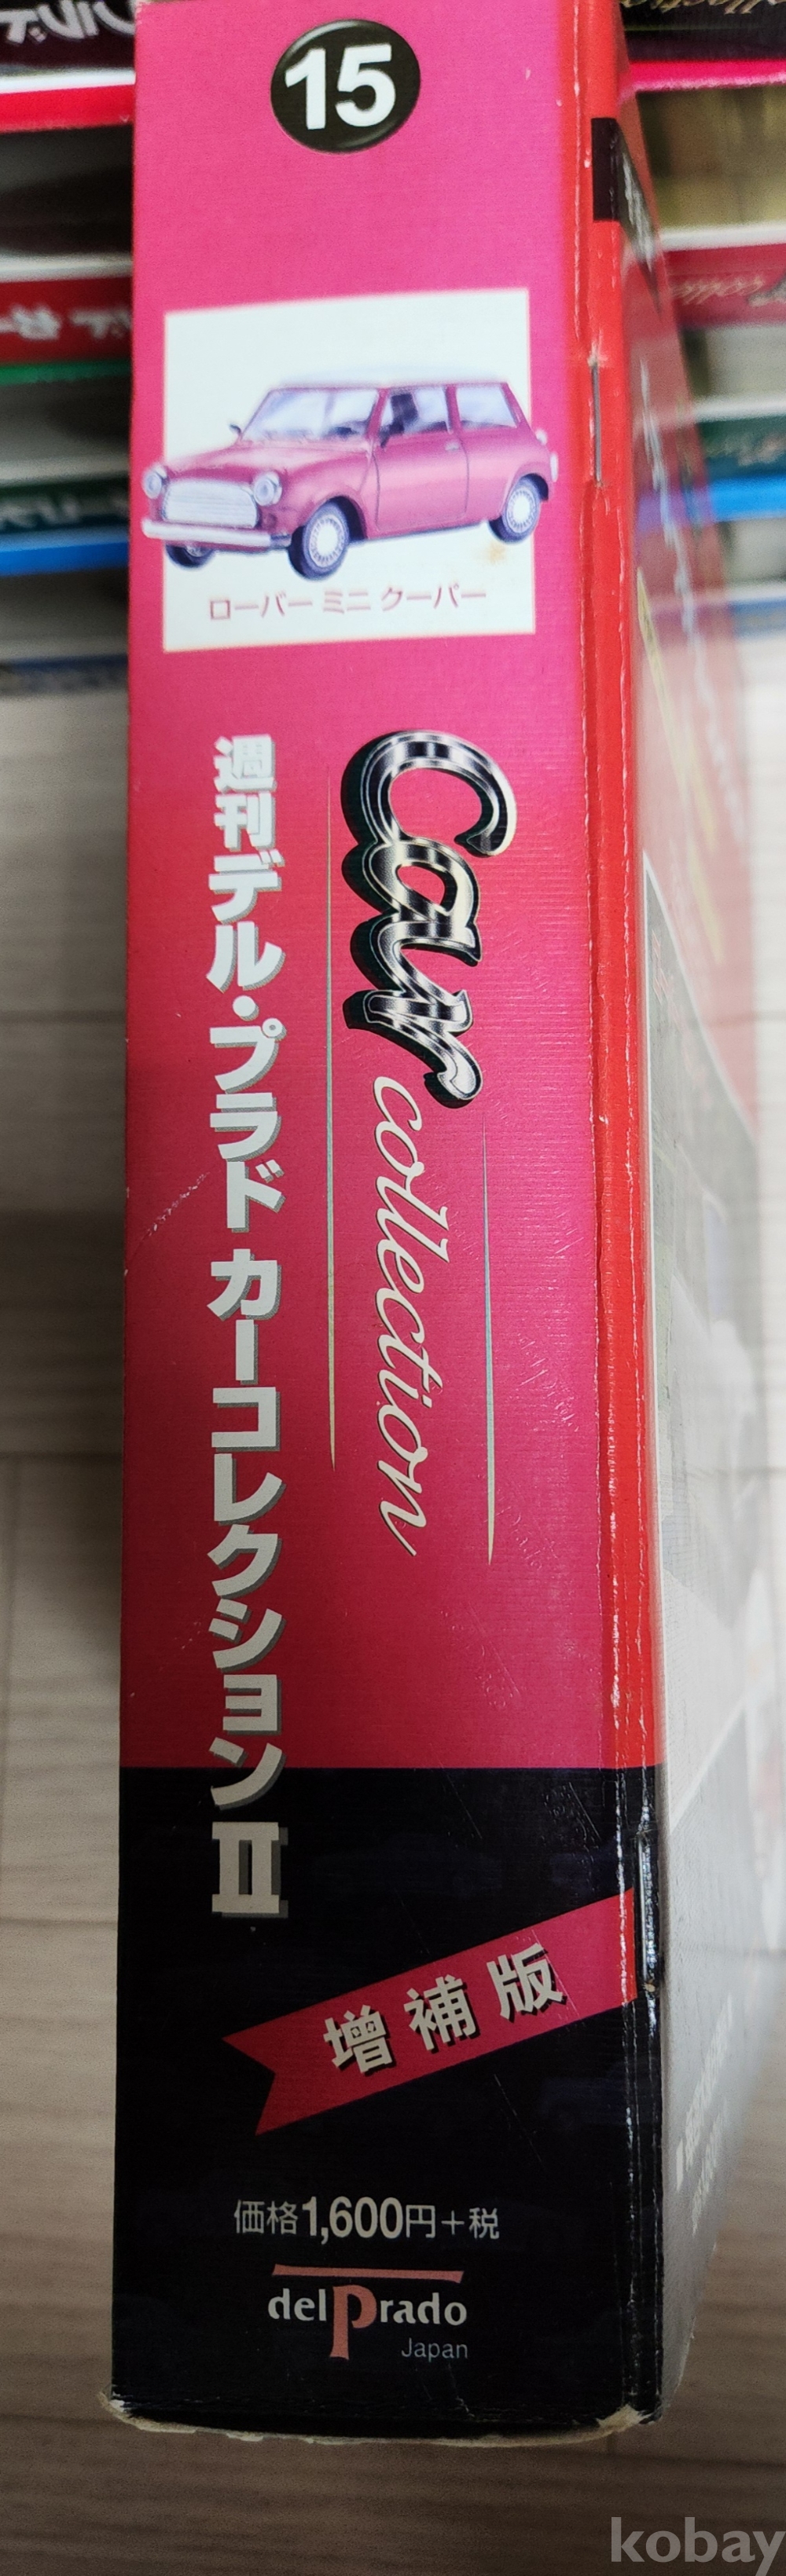 15
ローバー ミニ クーパー
Car collection
週刊デル・プラド カーコレクションII
増補版
価格1,600円+税
del Prado
Japan
kobay